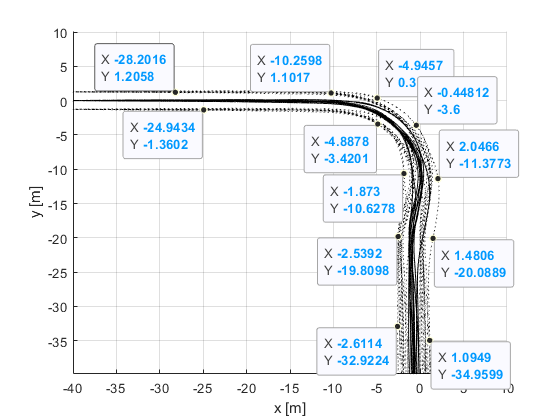 10
5
0
-5
-10
-15
-20
-25
-30
-35
-40
-35
-30
-25
-20
-15
-10
-5
0
5
10
y [m]
x [m]
X -28.2016
Y 1.2058
X -10.2598
Y 1.1017
X -4.9457
Y 0.3
X -0.44812
Y -3.6
X -24.9434
Y -1.3602
X -4.8878
Y -3.4201
X 2.0466
Y -11.3773
X -1.873
Y -10.6278
X -2.5392
Y -19.8098
X 1.4806
Y -20.0889
X -2.6114
Y -32.9224
X 1.0949
Y -34.9599